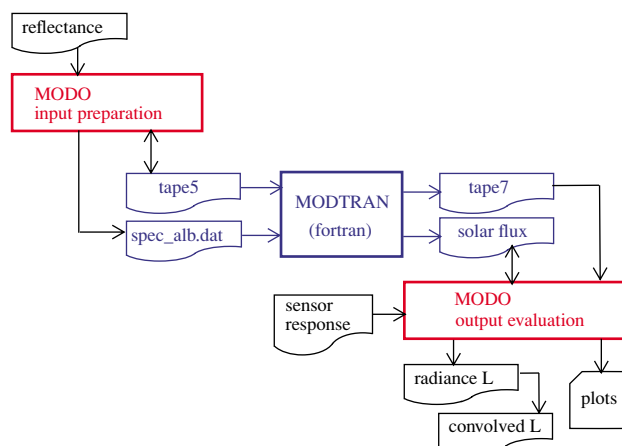 reflectance
MODO
input preparation
tape5
MODTRAN
(fortran)
tape7
spec_alb.dat
solar flux
sensor
response
MODO
output evaluation
radiance L
plots
convolved L